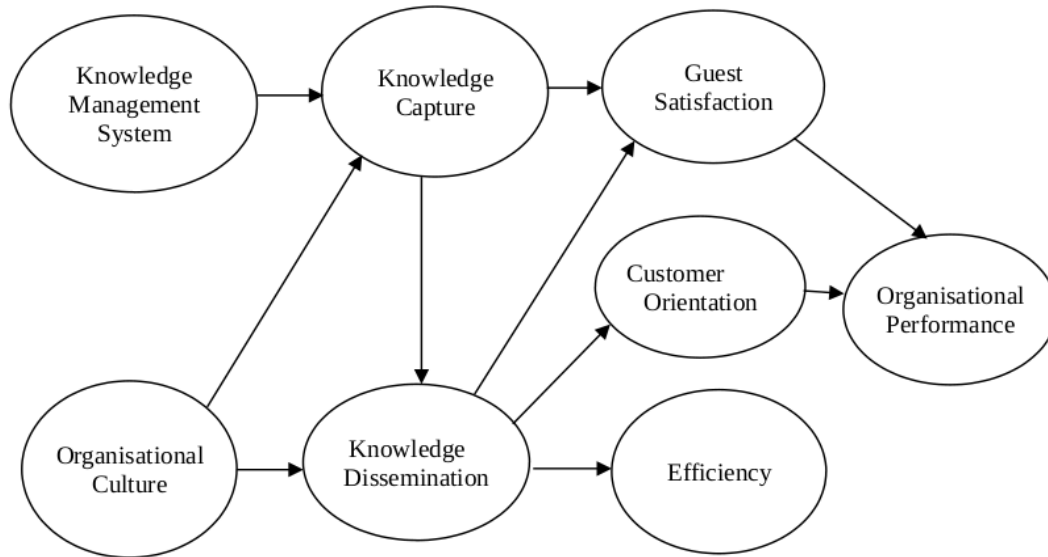 Knowledge
Management
System
Knowledge
Capture
Guest
Satisfaction
Customer
Orientation
Organisational
Performance
Organisational
Culture
Knowledge
Dissemination
Efficiency